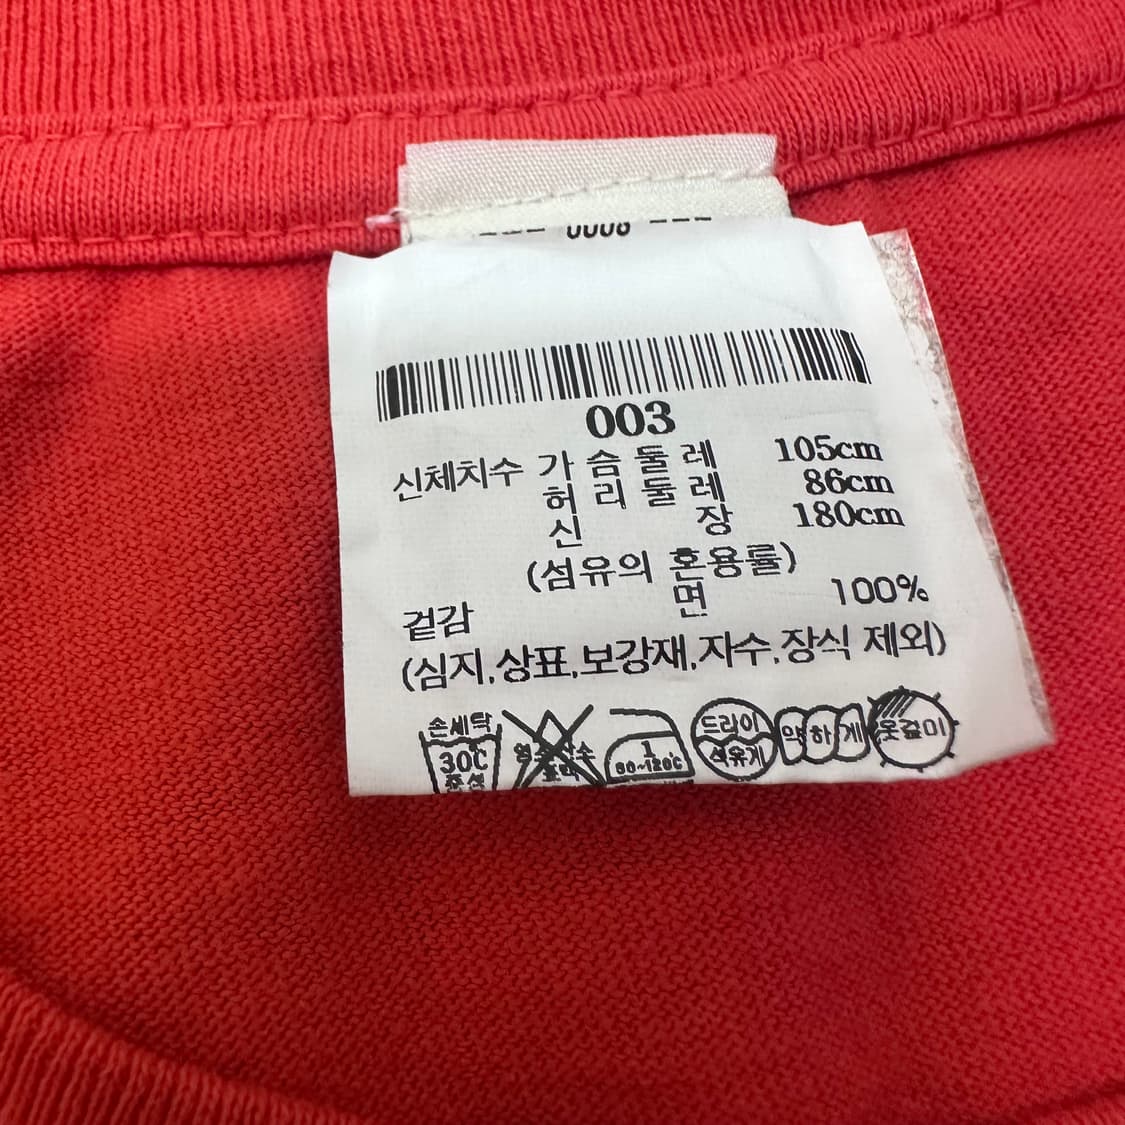 0008
003
신체치수 가슴둘레 105cm
허리둘레 86cm
신장 180cm
(섬유의 혼용률)
겉감 면 100%
(심지,상표,보강재,자수,장식 제외)
손세탁 30℃ 중성
1 80~120℃
드라이 석유계
약하게
옷걸이